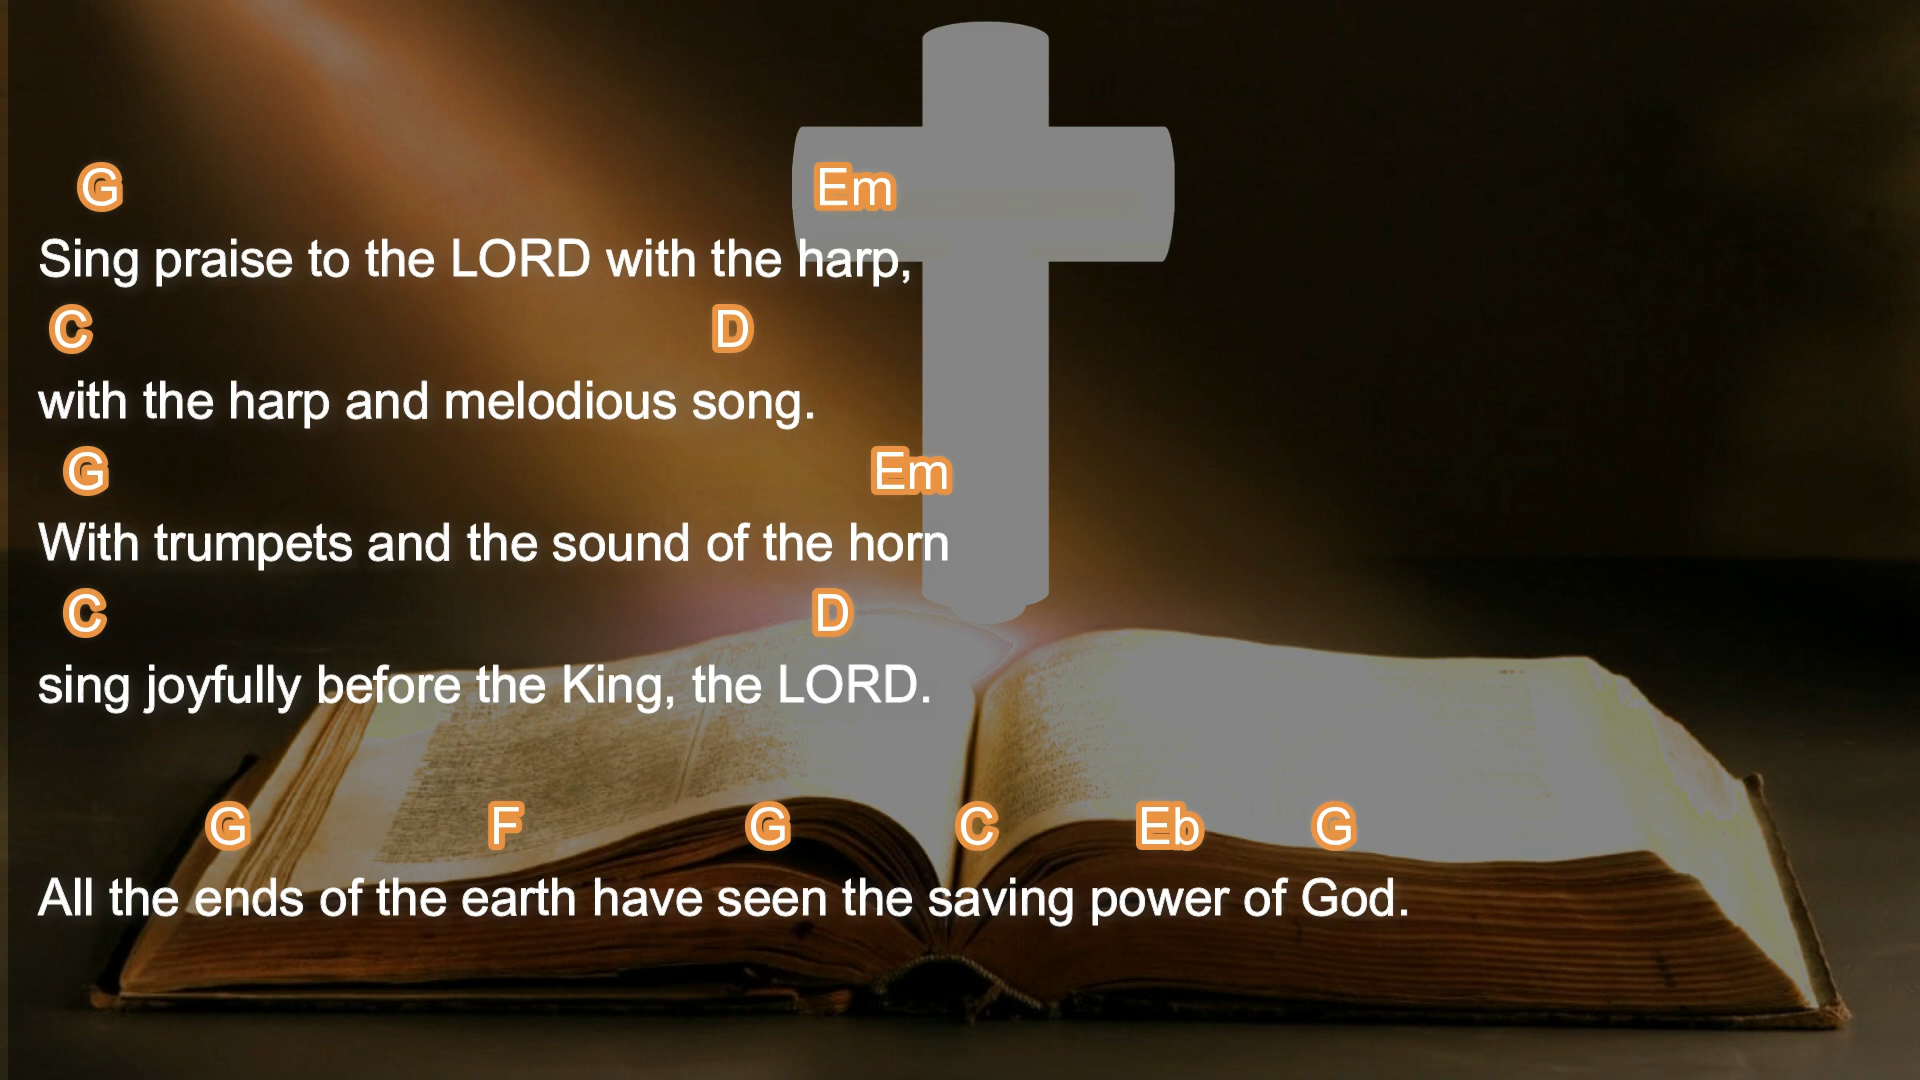 G Em
Sing praise to the LORD with the harp,
C D
with the harp and melodious song.
G Em
With trumpets and the sound of the horn
C D
sing joyfully before the King, the LORD.
G F G C Eb G
All the ends of the earth have seen the saving power of God.